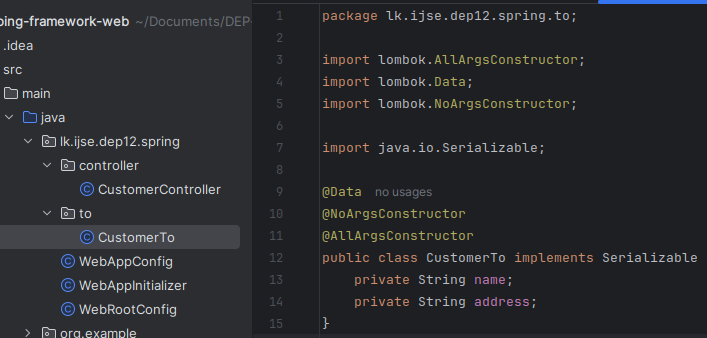 ping-framework-web ~/Documents/DEP
.idea
src
main
java
lk.ijse.dep12.spring
controller
CustomerController
to
CustomerTo
WebAppConfig
WebAppInitializer
WebRootConfig
org.example
1 package lk.ijse.dep12.spring.to;
2
3 import lombok.AllArgsConstructor;
4 import lombok.Data;
5 import lombok.NoArgsConstructor;
6
7 import java.io.Serializable;
8
9 @Data no usages
10 @NoArgsConstructor
11 @AllArgsConstructor
12 public class CustomerTo implements Serializable
13 private String name;
14 private String address;
15 }